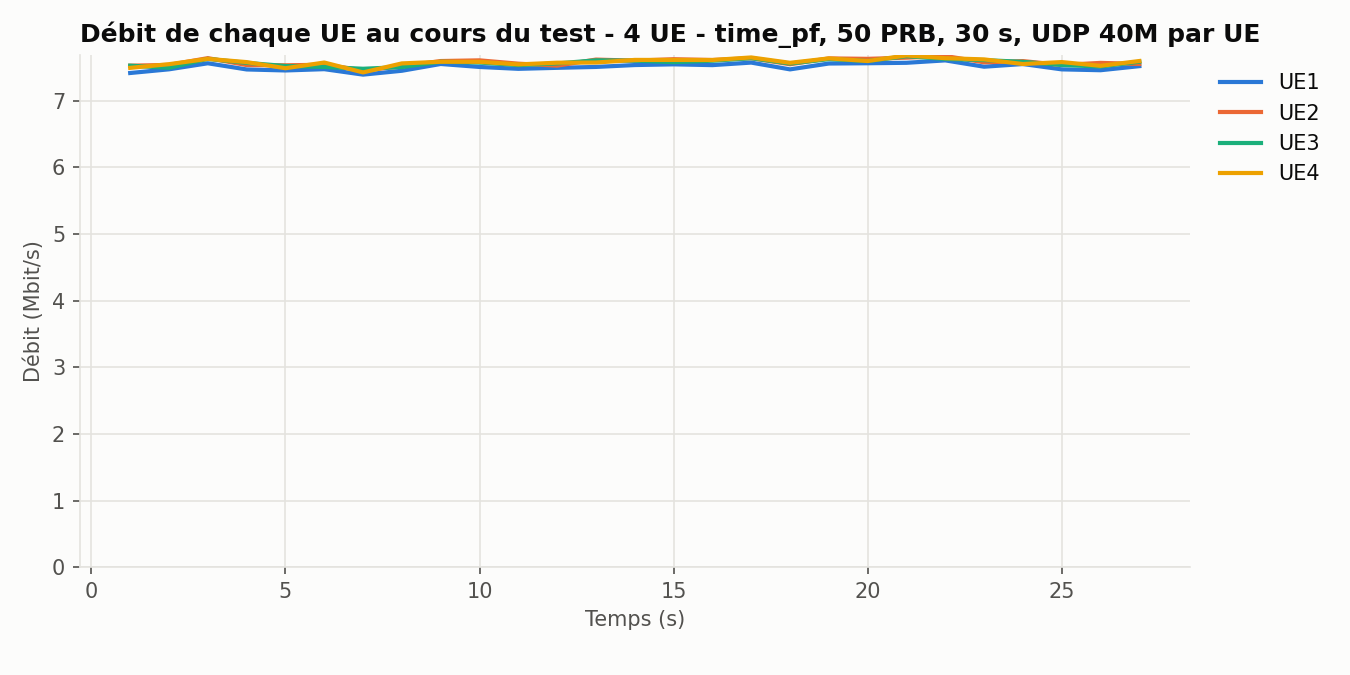 Débit de chaque UE au cours du test - 4 UE - time_pf, 50 PRB, 30 s, UDP 40M par UE
UE1
UE2
UE3
UE4
Débit (Mbit/s)
7
6
5
4
3
2
1
0
0 5 10 15 20 25
Temps (s)